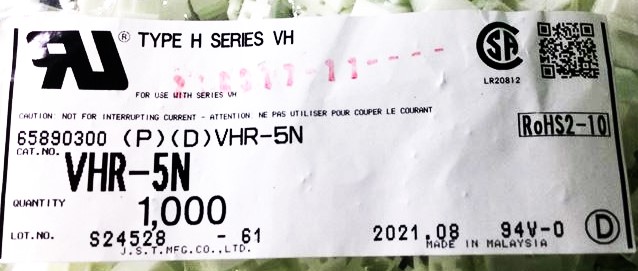 ® TYPE H SERIES VH
LR20812
FOR USE WITH SERIES VH
CAUTION NOT FOR INTERRUPTING CURRENT - ATTENTION NE PAS UTILISER POUR COUPER LE COURANT
65890300 (P)(D)VHR-5N
RoHS2-10
CAT.NO.
VHR-5N
QUANTITY 1,000
LOT.NO. S24528 - 61 2021.08 94V-0 D
J.S.T.MFG.CO.,LTD. MADE IN MALAYSIA